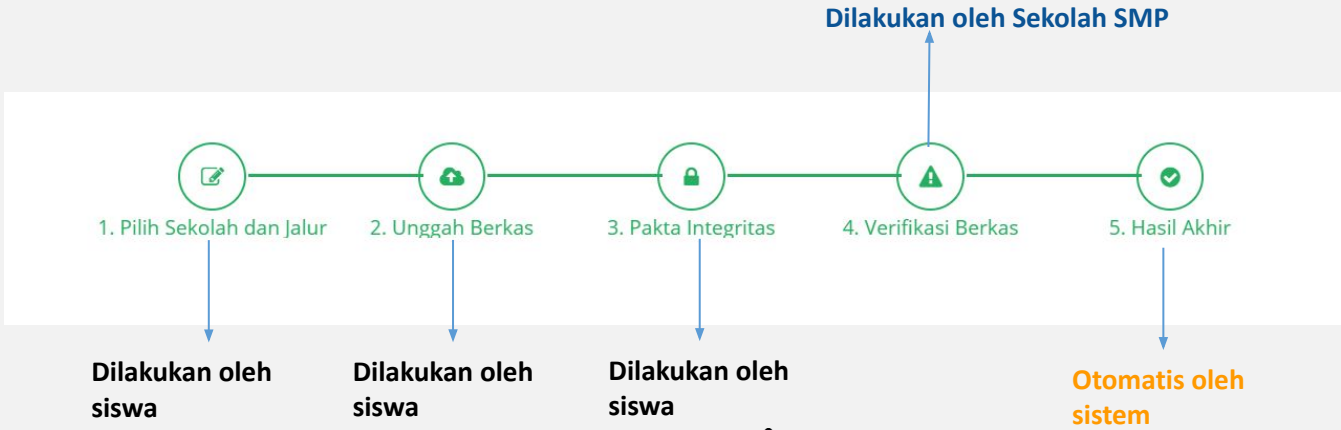 Dilakukan oleh Sekolah SMP
1. Pilih Sekolah dan Jalur
2. Unggah Berkas
3. Pakta Integritas
4. Verifikasi Berkas
5. Hasil Akhir
Dilakukan oleh
siswa
Dilakukan oleh
siswa
Dilakukan oleh
siswa
Otomatis oleh
sistem